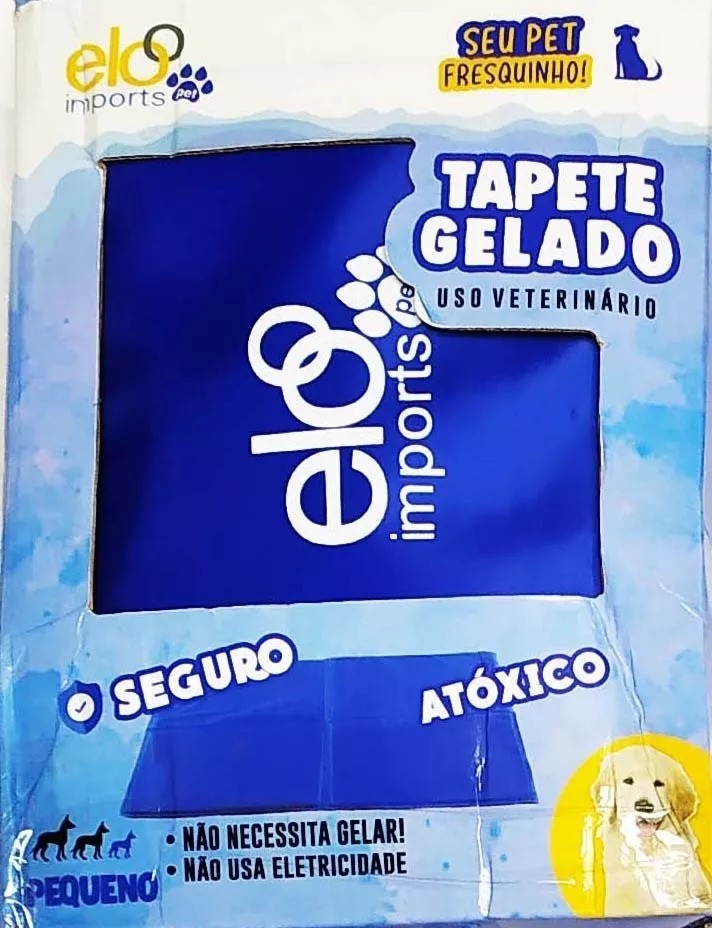 elo
imports pet
SEU PET
FRESQUINHO!
TAPETE
GELADO
USO VETERINÁRIO
elo
imports pe
SEGURO
ATÓXICO
• NÃO NECESSITA GELAR!
• NÃO USA ELETRICIDADE
PEQUENO